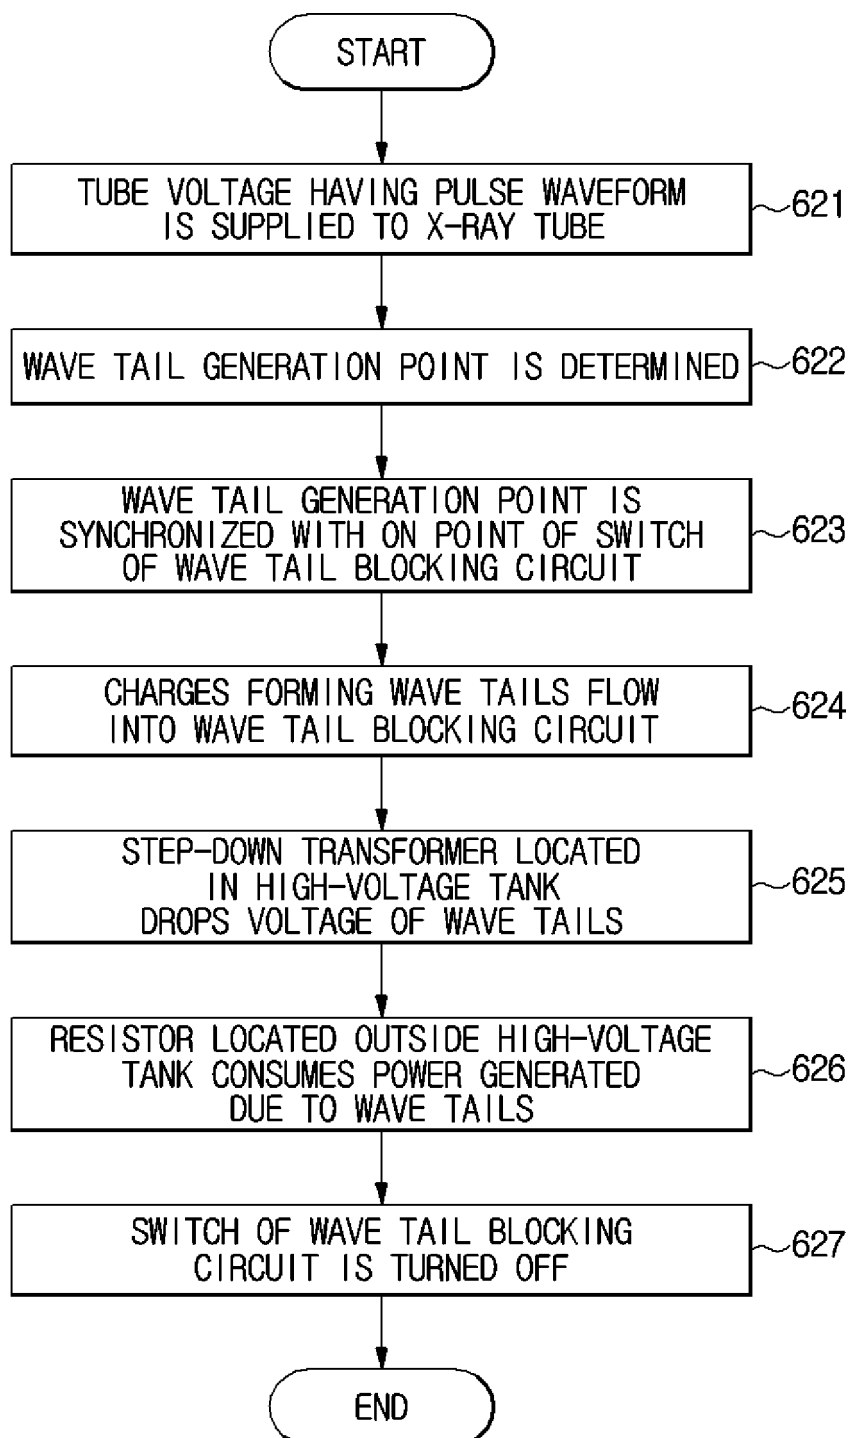 START
TUBE VOLTAGE HAVING PULSE WAVEFORM
IS SUPPLIED TO X-RAY TUBE
621
WAVE TAIL GENERATION POINT IS DETERMINED
622
WAVE TAIL GENERATION POINT IS
SYNCHRONIZED WITH ON POINT OF SWITCH
OF WAVE TAIL BLOCKING CIRCUIT
623
CHARGES FORMING WAVE TAILS FLOW
INTO WAVE TAIL BLOCKING CIRCUIT
624
STEP-DOWN TRANSFORMER LOCATED
IN HIGH-VOLTAGE TANK
DROPS VOLTAGE OF WAVE TAILS
625
RESISTOR LOCATED OUTSIDE HIGH-VOLTAGE
TANK CONSUMES POWER GENERATED
DUE TO WAVE TAILS
626
SWITCH OF WAVE TAIL BLOCKING
CIRCUIT IS TURNED OFF
627
END